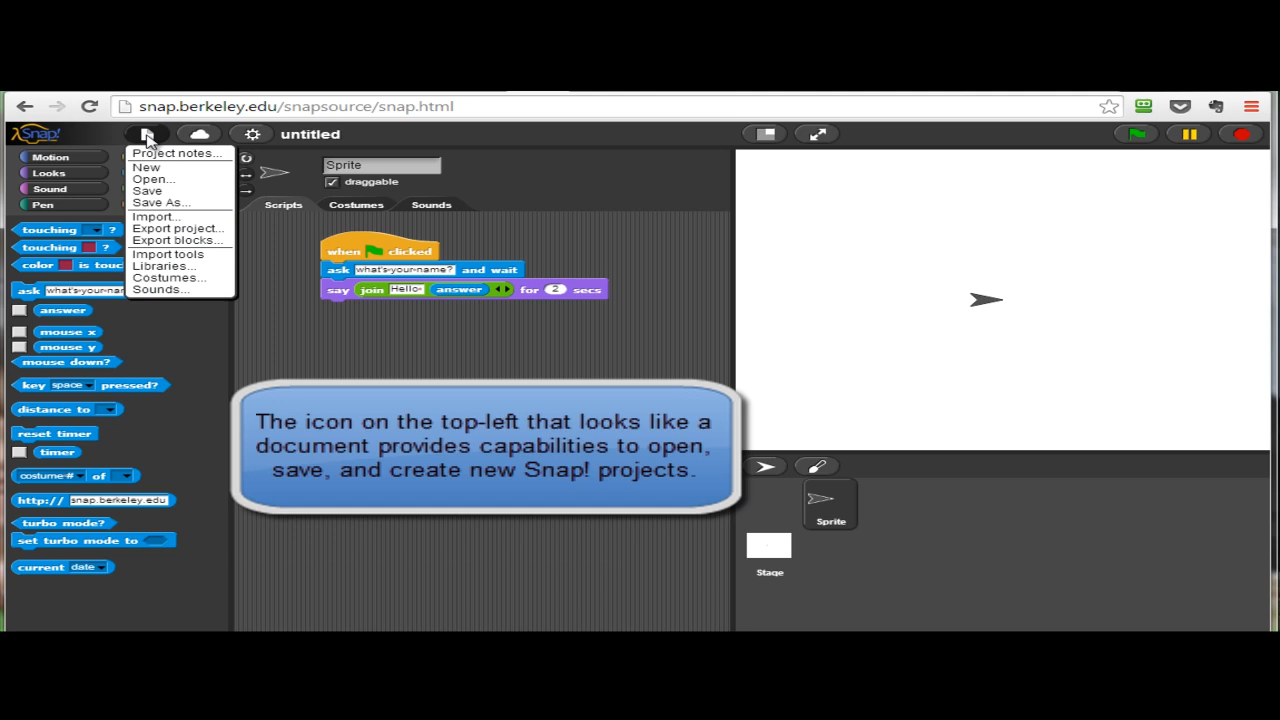 snap.berkeley.edu/snapsource/snap.html
Snap!
untitled
Motion
Looks
Sound
Pen
Project notes...
New
Open...
Save
Save As...
Import...
Export project...
Export blocks...
Import tools
Libraries...
Costumes...
Sounds...
Sprite
draggable
Scripts Costumes Sounds
when clicked
ask what's your name? and wait
say join Hello answer for 2 secs
touching ?
touching ?
color is touc
ask what's your nar
answer
mouse x
mouse y
mouse down?
key space pressed?
distance to
reset timer
timer
costume # of
http:// snap.berkeley.edu
turbo mode?
set turbo mode to
current date
The icon on the top-left that looks like a
document provides capabilities to open,
save, and create new Snap! projects.
Sprite
Stage